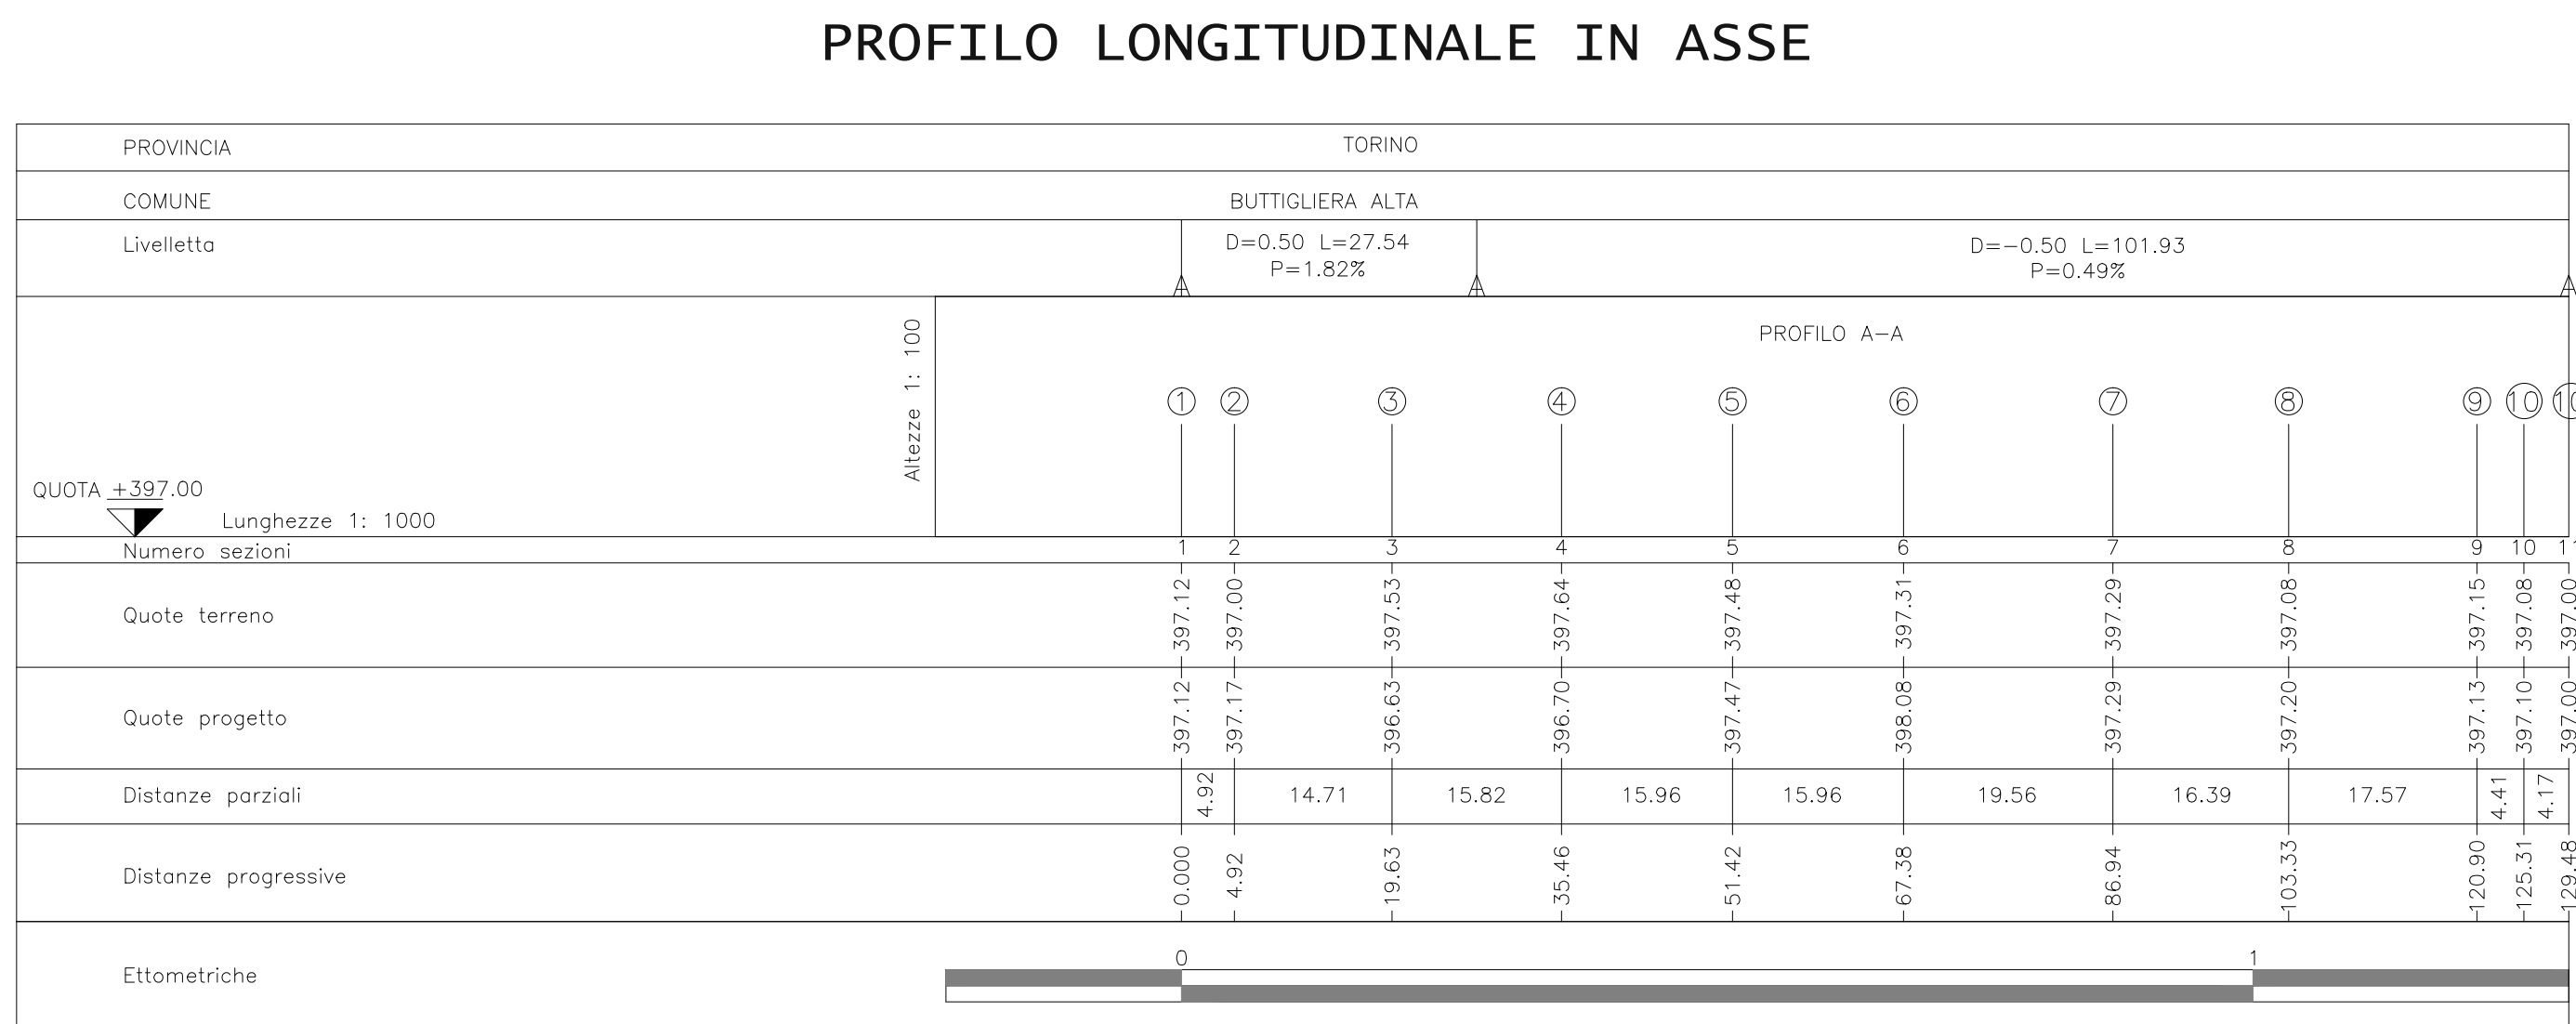 PROFILO LONGITUDINALE IN ASSE
PROVINCIA TORINO
COMUNE BUTTIGLIERA ALTA
Livelletta
D=0.50 L=27.54
P=1.82%
D=-0.50 L=101.93
P=0.49%
Altezze 1: 100
PROFILO A-A
1 2 3 4 5 6 7 8 9 10
QUOTA +397.00
Lunghezze 1: 1000
Numero sezioni 1 2 3 4 5 6 7 8 9 10
Quote terreno 397.12 397.00 397.53 397.64 397.48 397.31 397.29 397.08 397.15 397.08 397.00
Quote progetto 397.12 397.17 396.63 396.70 397.47 398.08 397.29 397.20 397.13 397.10 397.00
Distanze parziali 4.92 14.71 15.82 15.96 15.96 19.56 16.39 17.57 4.41 4.17
Distanze progressive 0.000 4.92 19.63 35.46 51.42 67.38 86.94 103.33 120.90 125.31 129.48
Ettometriche 0 1